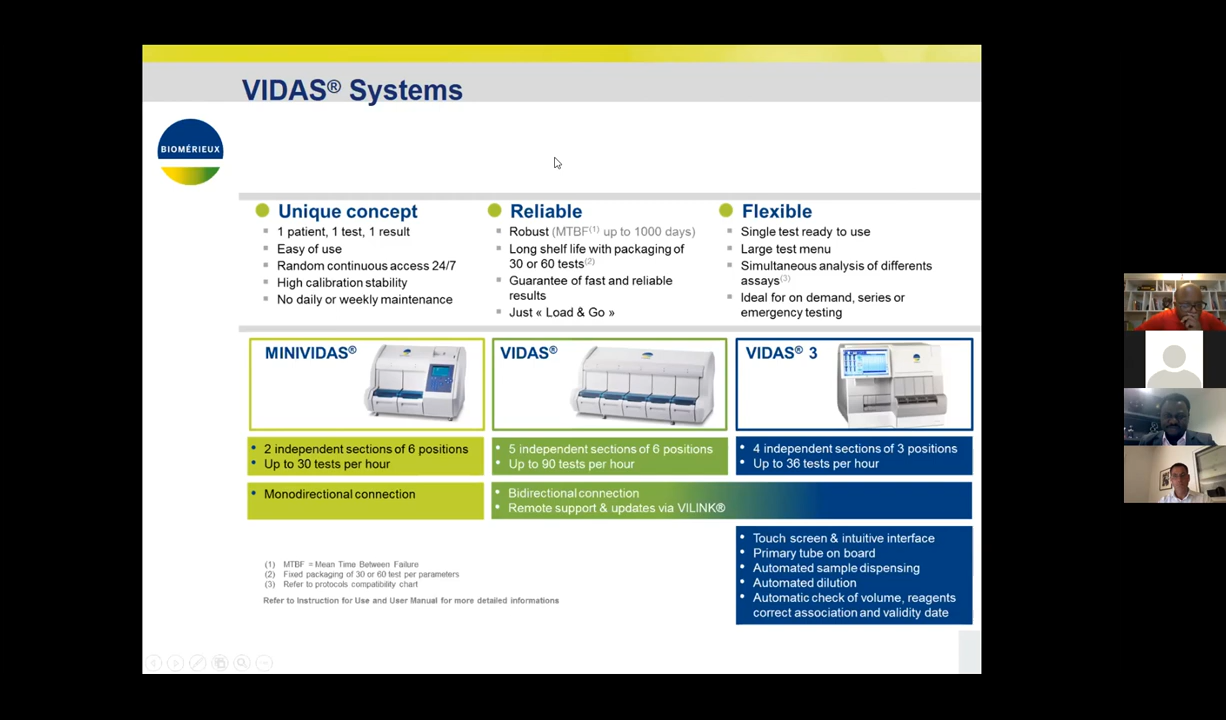 VIDAS® Systems
BIOMÉRIEUX
Unique concept
1 patient, 1 test, 1 result
Easy of use
Random continuous access 24/7
High calibration stability
No daily or weekly maintenance
Reliable
Robust (MTBF(1) up to 1000 days)
Long shelf life with packaging of
30 or 60 tests(2)
Guarantee of fast and reliable
results
Just « Load & Go »
Flexible
Single test ready to use
Large test menu
Simultaneous analysis of differents
assays(3)
Ideal for on demand, series or
emergency testing
MINIVIDAS®
2 independent sections of 6 positions
Up to 30 tests per hour
Monodirectional connection
VIDAS®
5 independent sections of 6 positions
Up to 90 tests per hour
VIDAS® 3
4 independent sections of 3 positions
Up to 36 tests per hour
Bidirectional connection
Remote support & updates via VILINK®
Touch screen & intuitive interface
Primary tube on board
Automated sample dispensing
Automated dilution
Automatic check of volume, reagents
correct association and validity date
(1) MTBF = Mean Time Between Failure
(2) Fixed packaging of 30 or 60 test per parameters
(3) Refer to protocols compatibility chart
Refer to Instruction for Use and User Manual for more detailed informations